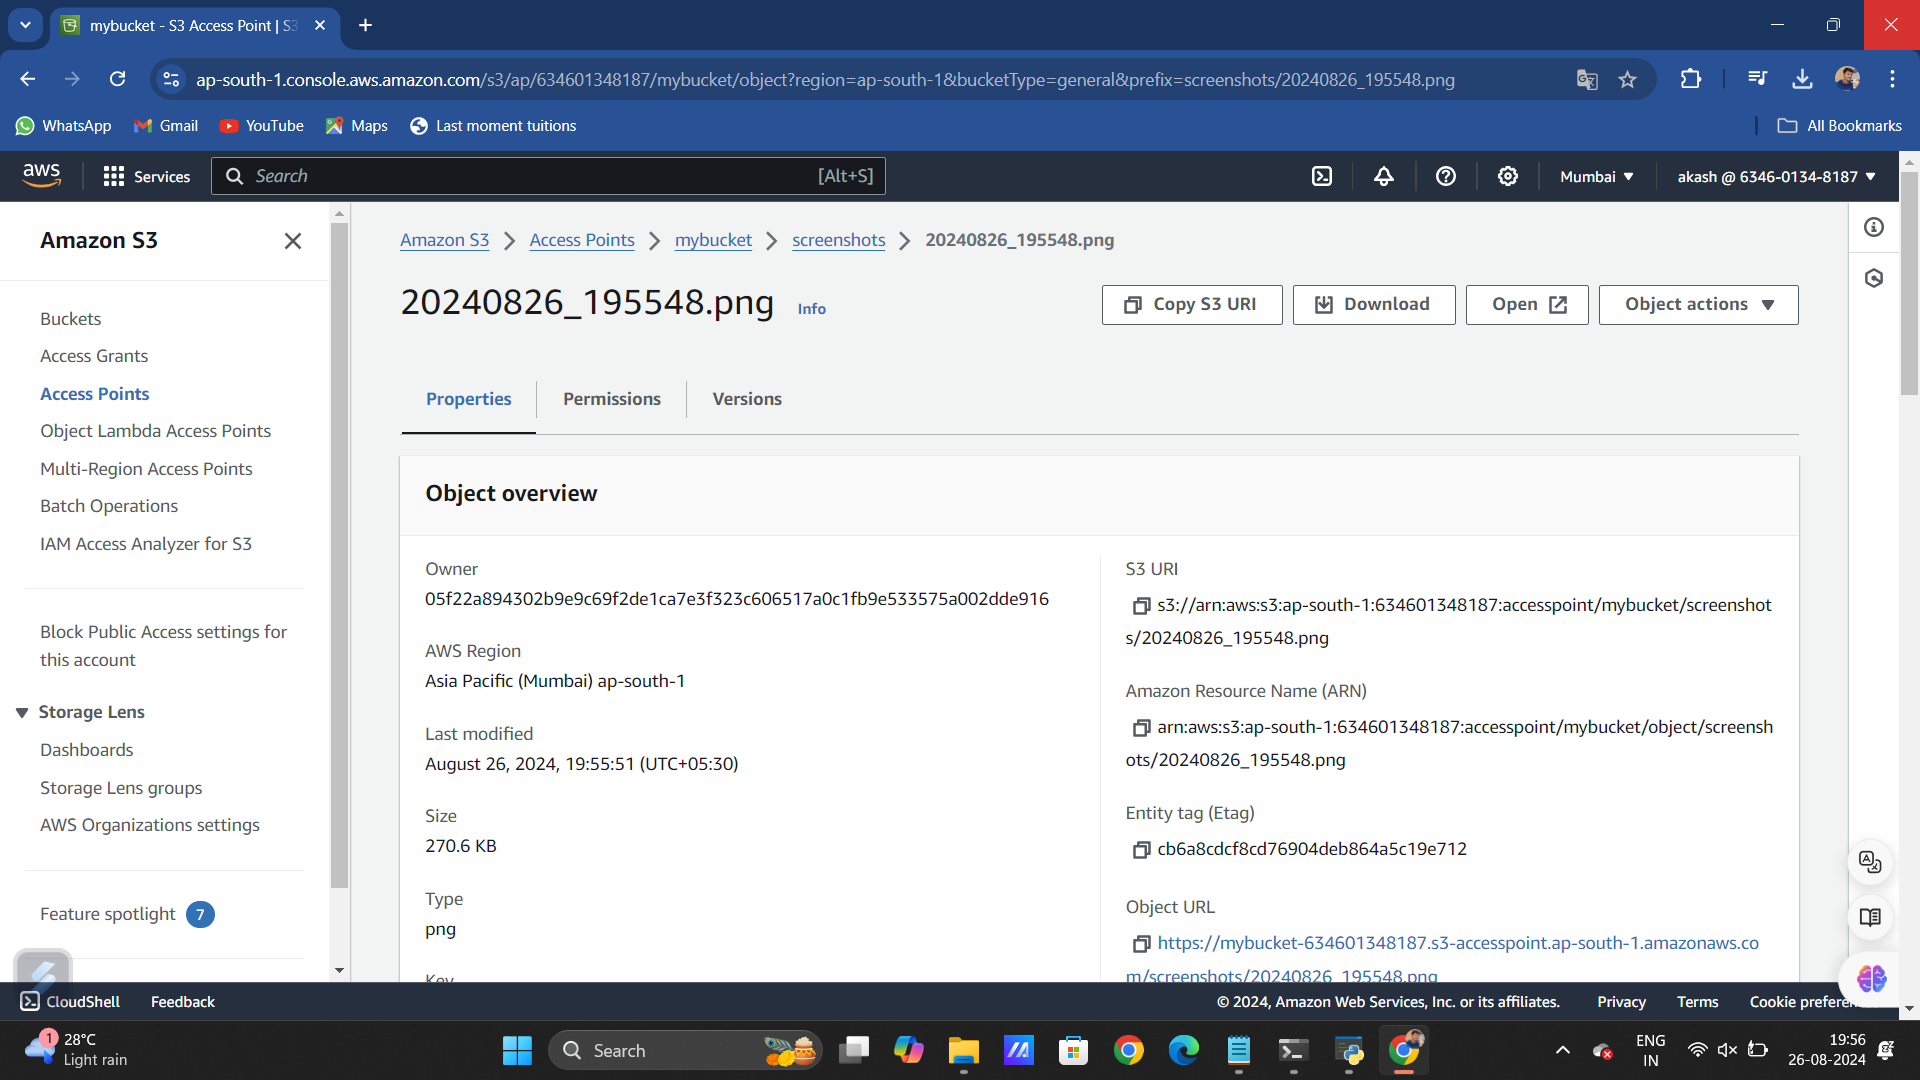 mybucket - S3 Access Point | S3
ap-south-1.console.aws.amazon.com/s3/ap/634601348187/mybucket/object?region=ap-south-1&bucketType=general&prefix=screenshots/20240826_195548.png
WhatsApp
Gmail
YouTube
Maps
Last moment tuitions
All Bookmarks
aws
Services
Search
[Alt+S]
Mumbai
akash @ 6346-0134-8187
Amazon S3
Buckets
Access Grants
Access Points
Object Lambda Access Points
Multi-Region Access Points
Batch Operations
IAM Access Analyzer for S3
Block Public Access settings for
this account
Storage Lens
Dashboards
Storage Lens groups
AWS Organizations settings
Feature spotlight 7
Amazon S3
Access Points
mybucket
screenshots
20240826_195548.png
20240826_195548.png
Info
Copy S3 URI
Download
Open
Object actions
Properties
Permissions
Versions
Object overview
Owner
05f22a894302b9e9c69f2de1ca7e3f323c606517a0c1fb9e533575a002dde916
AWS Region
Asia Pacific (Mumbai) ap-south-1
Last modified
August 26, 2024, 19:55:51 (UTC+05:30)
Size
270.6 KB
Type
png
Key
S3 URI
s3://arn:aws:s3:ap-south-1:634601348187:accesspoint/mybucket/screenshot
s/20240826_195548.png
Amazon Resource Name (ARN)
arn:aws:s3:ap-south-1:634601348187:accesspoint/mybucket/object/screensh
ots/20240826_195548.png
Entity tag (Etag)
cb6a8cdcf8cd76904deb864a5c19e712
Object URL
https://mybucket-634601348187.s3-accesspoint.ap-south-1.amazonaws.co
m/screenshots/20240826_195548.png
CloudShell
Feedback
© 2024, Amazon Web Services, Inc. or its affiliates.
Privacy
Terms
Cookie prefere
1
28°C
Light rain
Search
ENG
IN
19:56
26-08-2024